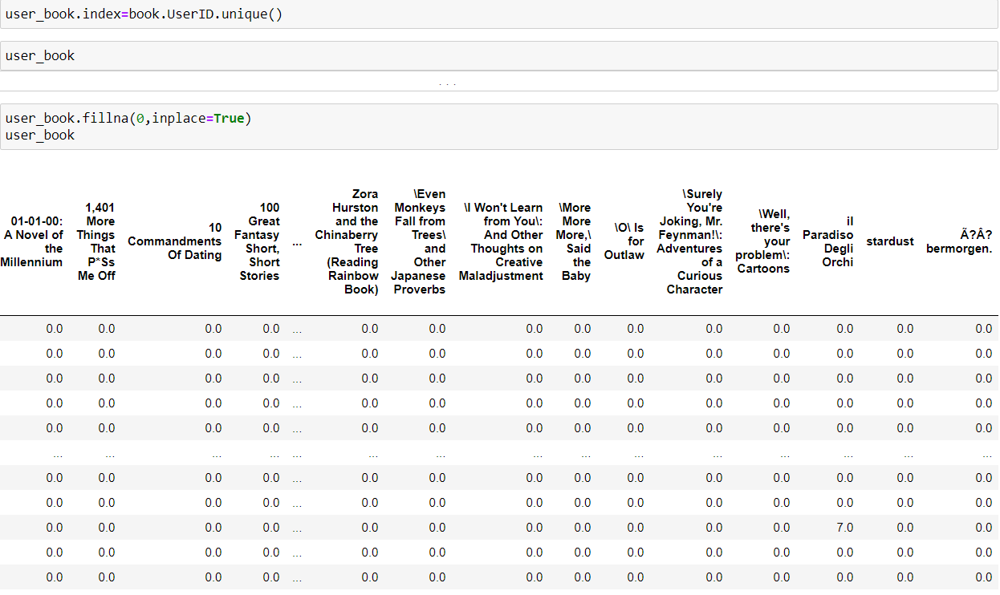 user_book.index=book.UserID.unique()
user_book
...
user_book.fillna(0,inplace=True)
user_book
01-01-00: A Novel of the Millennium 1,401 More Things That P*Ss Me Off 10 Commandments Of Dating 100 Great Fantasy Short, Short Stories ... Zora Hurston and the Chinaberry Tree (Reading Rainbow Book) \Even Monkeys Fall from Trees\ and Other Japanese Proverbs \I Won't Learn from You\: And Other Thoughts on Creative Maladjustment \More More More,\ Said the Baby \O\ Is for Outlaw \Surely You're Joking, Mr. Feynman!\: Adventures of a Curious Character \Well, there's your problem\: Cartoons il Paradiso Degli Orchi stardust Ã?Â? bermorgen.
0.0 0.0 0.0 0.0 ... 0.0 0.0 0.0 0.0 0.0 0.0 0.0 0.0 0.0 0.0
0.0 0.0 0.0 0.0 ... 0.0 0.0 0.0 0.0 0.0 0.0 0.0 0.0 0.0 0.0
0.0 0.0 0.0 0.0 ... 0.0 0.0 0.0 0.0 0.0 0.0 0.0 0.0 0.0 0.0
0.0 0.0 0.0 0.0 ... 0.0 0.0 0.0 0.0 0.0 0.0 0.0 0.0 0.0 0.0
0.0 0.0 0.0 0.0 ... 0.0 0.0 0.0 0.0 0.0 0.0 0.0 0.0 0.0 0.0
... ... ... ... ... ... ... ... ... ... ... ... ... ... ...
0.0 0.0 0.0 0.0 ... 0.0 0.0 0.0 0.0 0.0 0.0 0.0 0.0 0.0 0.0
0.0 0.0 0.0 0.0 ... 0.0 0.0 0.0 0.0 0.0 0.0 0.0 0.0 0.0 0.0
0.0 0.0 0.0 0.0 ... 0.0 0.0 0.0 0.0 0.0 0.0 0.0 7.0 0.0 0.0
0.0 0.0 0.0 0.0 ... 0.0 0.0 0.0 0.0 0.0 0.0 0.0 0.0 0.0 0.0
0.0 0.0 0.0 0.0 ... 0.0 0.0 0.0 0.0 0.0 0.0 0.0 0.0 0.0 0.0